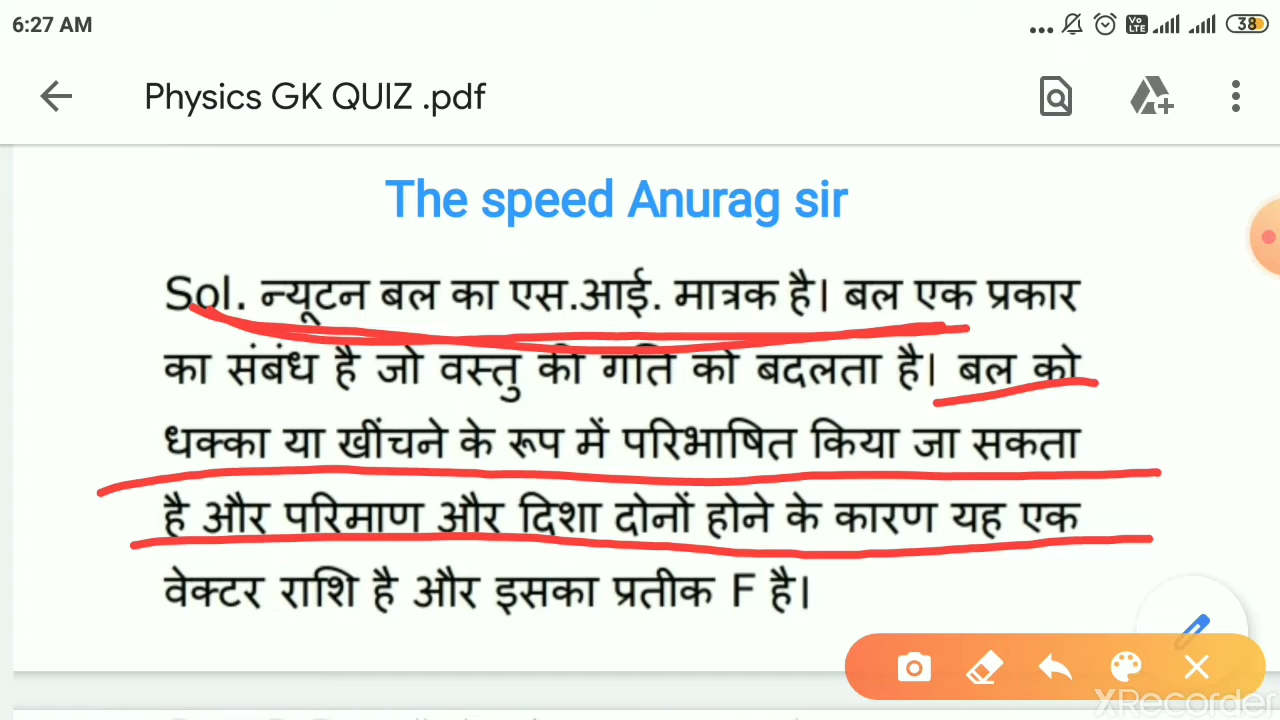 6:27 AM
Vo LTE
38
Physics GK QUIZ .pdf
The speed Anurag sir
Sol. न्यूटन बल का एस.आई. मात्रक है। बल एक प्रकार
का संबंध है जो वस्तु की गति को बदलता है। बल को
धक्का या खींचने के रूप में परिभाषित किया जा सकता
है और परिमाण और दिशा दोनों होने के कारण यह एक
वेक्टर राशि है और इसका प्रतीक F है।
XRecorder